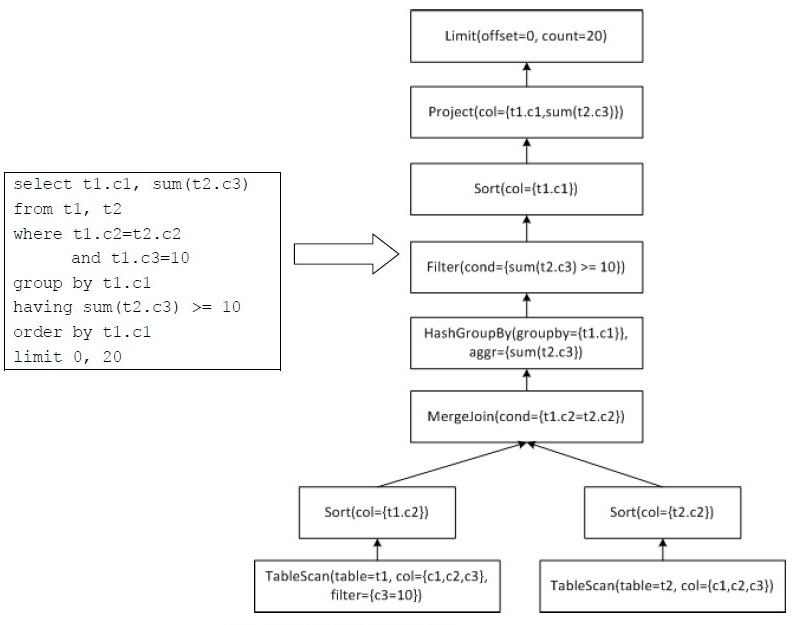 select t1.c1, sum(t2.c3)
from t1, t2
where t1.c2=t2.c2
and t1.c3=10
group by t1.c1
having sum(t2.c3) >= 10
order by t1.c1
limit 0, 20
Limit(offset=0, count=20)
Project(col={t1.c1,sum(t2.c3)})
Sort(col={t1.c1})
Filter(cond={sum(t2.c3) >= 10})
HashGroupBy(groupby={t1.c1}},
aggr={sum(t2.c3})
MergeJoin(cond={t1.c2=t2.c2})
Sort(col={t1.c2})
Sort(col={t2.c2})
TableScan(table=t1, col={c1,c2,c3},
filter={c3=10})
TableScan(table=t2, col={c1,c2,c3})